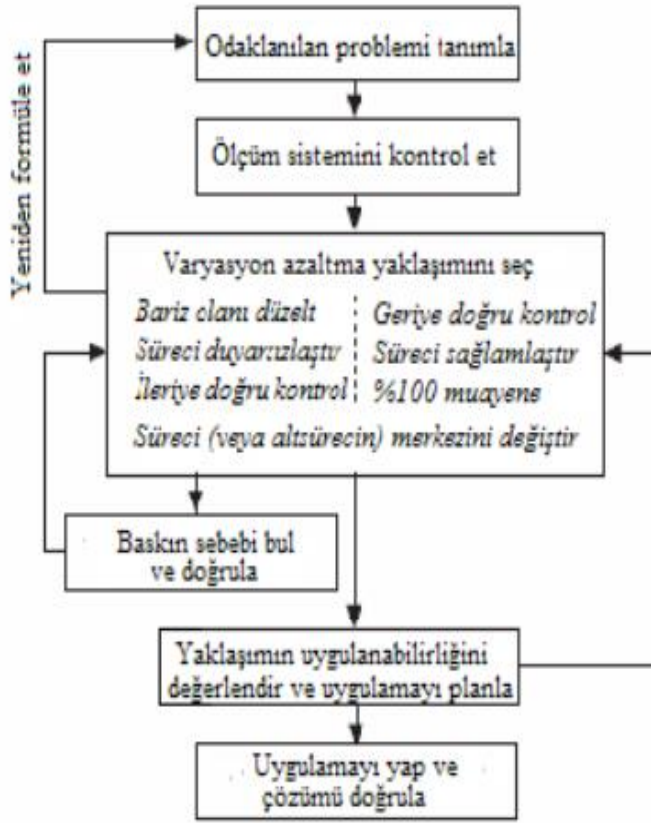 Odaklanılan problemi tanımla
Yeniden formüle et
Ölçüm sistemini kontrol et
Varyasyon azaltma yaklaşımını seç
Bariz clanı düzelt
Geriye doğru kontrol
Süreci duyarsızlaştır
Süreci sağlamlaştır
İleriye doğru kontrol
%100 muayene
Süreci (veya altsürecin) merkezini değiştir
Baskın sebebi bul
ve doğrula
Yaklaşımın uygulanabilirliğini
değerlendir ve uygulamayı planla
Uygulamayı yap ve
çözümü doğrula